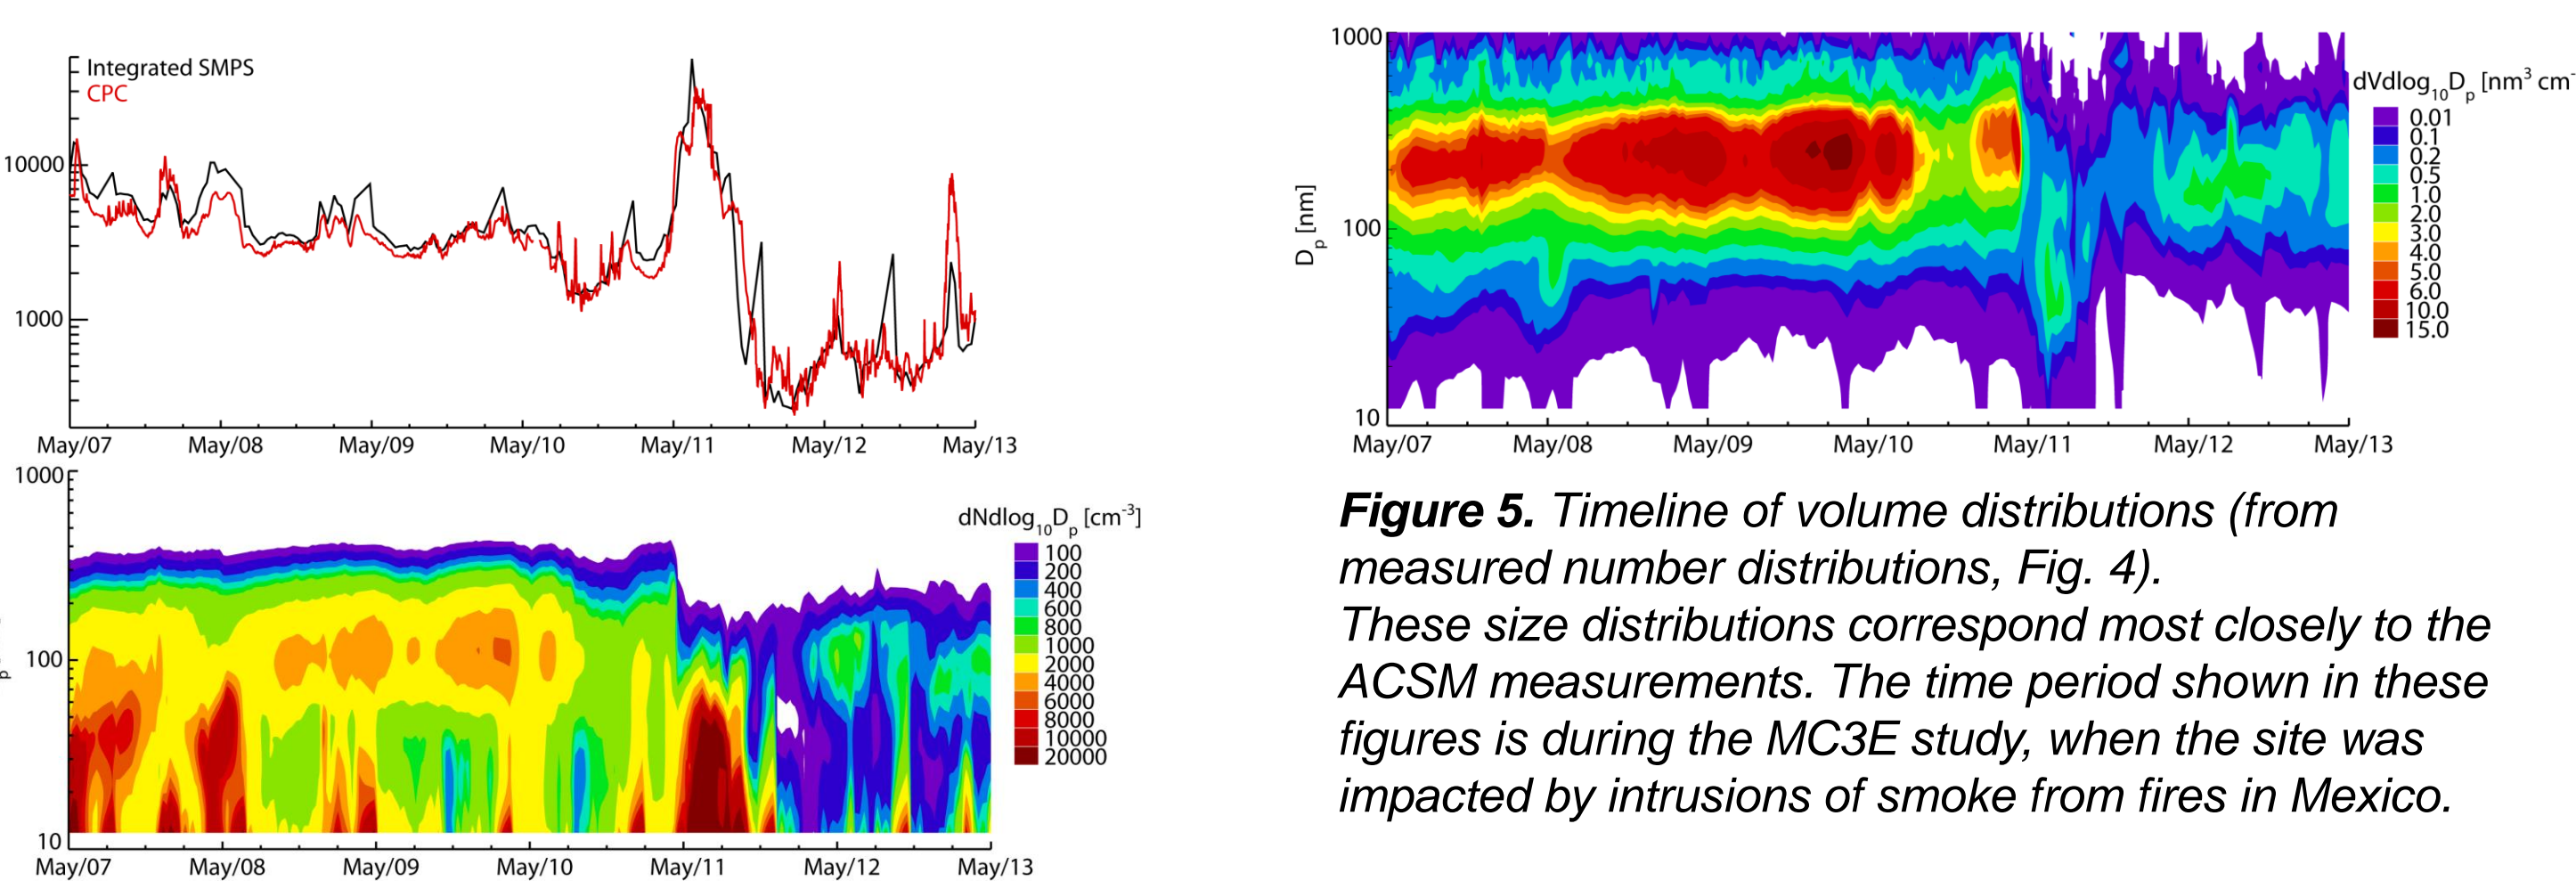 Integrated SMPS
CPC
10000
1000
May/07 May/08 May/09 May/10 May/11 May/12 May/13
1000
100
10
May/07 May/08 May/09 May/10 May/11 May/12 May/13
dNdlog10Dp [cm-3]
100
200
400
600
800
1000
2000
4000
6000
8000
10000
20000
1000
100
10
Dp [nm]
May/07 May/08 May/09 May/10 May/11 May/12 May/13
dVdlog10Dp [nm3 cm-
0.01
0.1
0.2
0.5
1.0
2.0
3.0
4.0
5.0
6.0
10.0
15.0
Figure 5. Timeline of volume distributions (from
measured number distributions, Fig. 4).
These size distributions correspond most closely to the
ACSM measurements. The time period shown in these
figures is during the MC3E study, when the site was
impacted by intrusions of smoke from fires in Mexico.